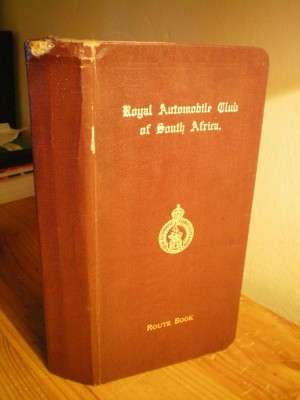 Royal Automobile Club
of South Africa.
ROUTE BOOK